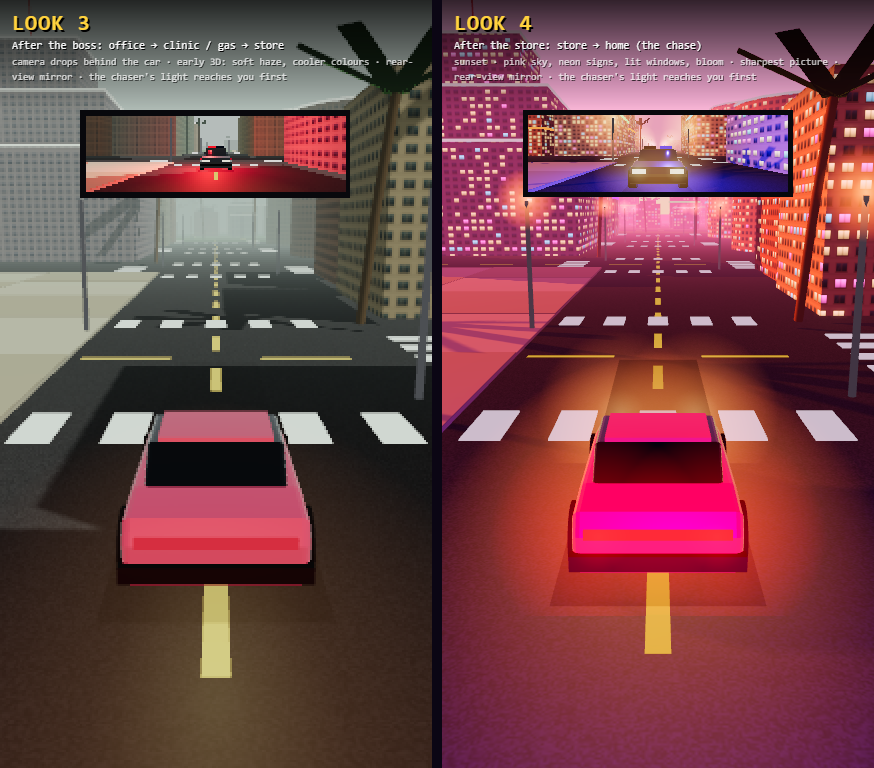 LOOK 3
After the boss: office → clinic / gas → store
camera drops behind the car · early 3D: soft haze, cooler colours · rear-
view mirror · the chaser's light reaches you first
LOOK 4
After the store: store → home (the chase)
sunset · pink sky, neon signs, lit windows, bloom · sharpest picture ·
rear-view mirror · the chaser's light reaches you first